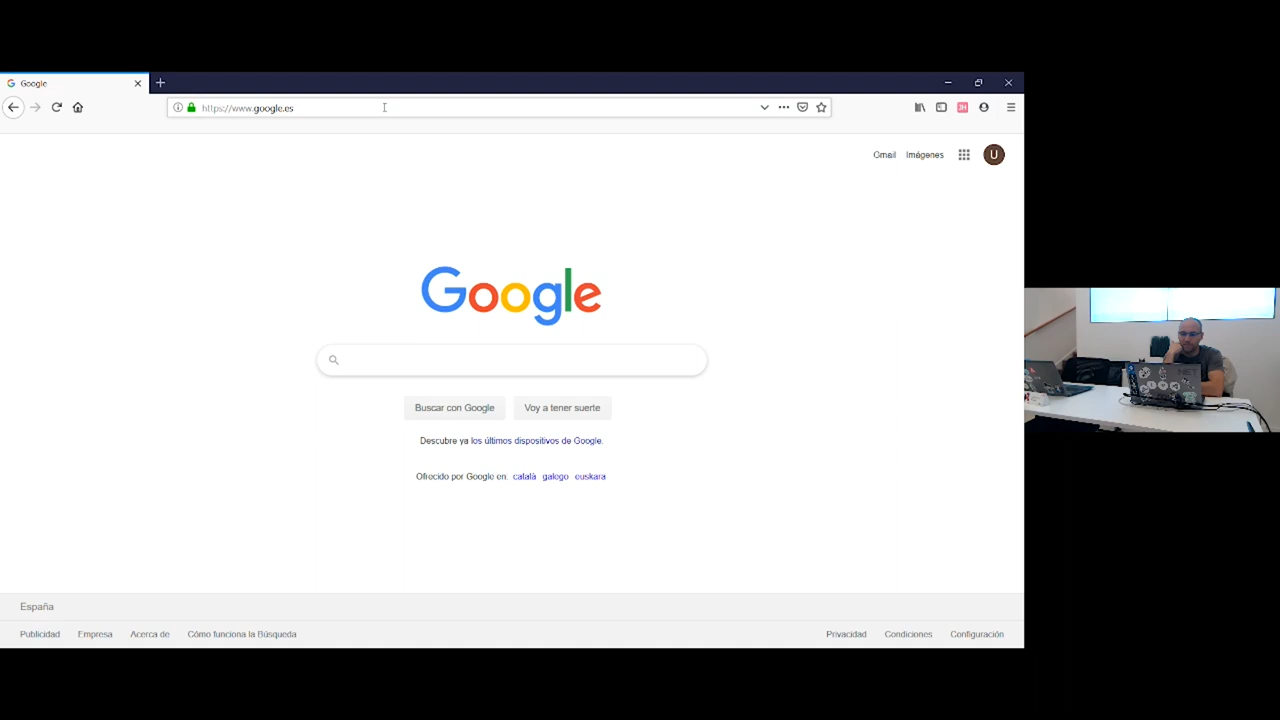 Google
https://www.google.es
JH
Gmail Imágenes U
Google
Buscar con Google Voy a tener suerte
Descubre ya los últimos dispositivos de Google.
Ofrecido por Google en: català galego euskara
España
Publicidad Empresa Acerca de Cómo funciona la Búsqueda Privacidad Condiciones Configuración
.NET